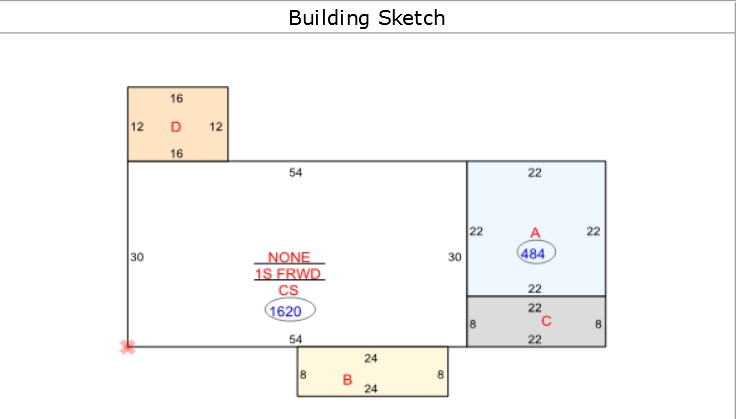 Building Sketch
16
12 D 12
16
54
22
22 A 22
484
22
30 30
NONE
1S FRWD
CS
1620
54
22
8 C 8
22
24
8 B 8
24